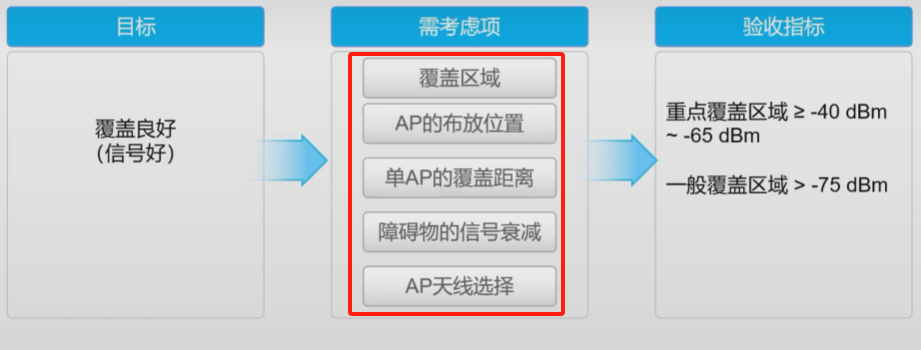 目标
需考虑项
验收指标
覆盖良好
（信号好）
覆盖区域
AP的布放位置
单AP的覆盖距离
障碍物的信号衰减
AP天线选择
重点覆盖区域 ≥ -40 dBm
~ -65 dBm
一般覆盖区域 > -75 dBm